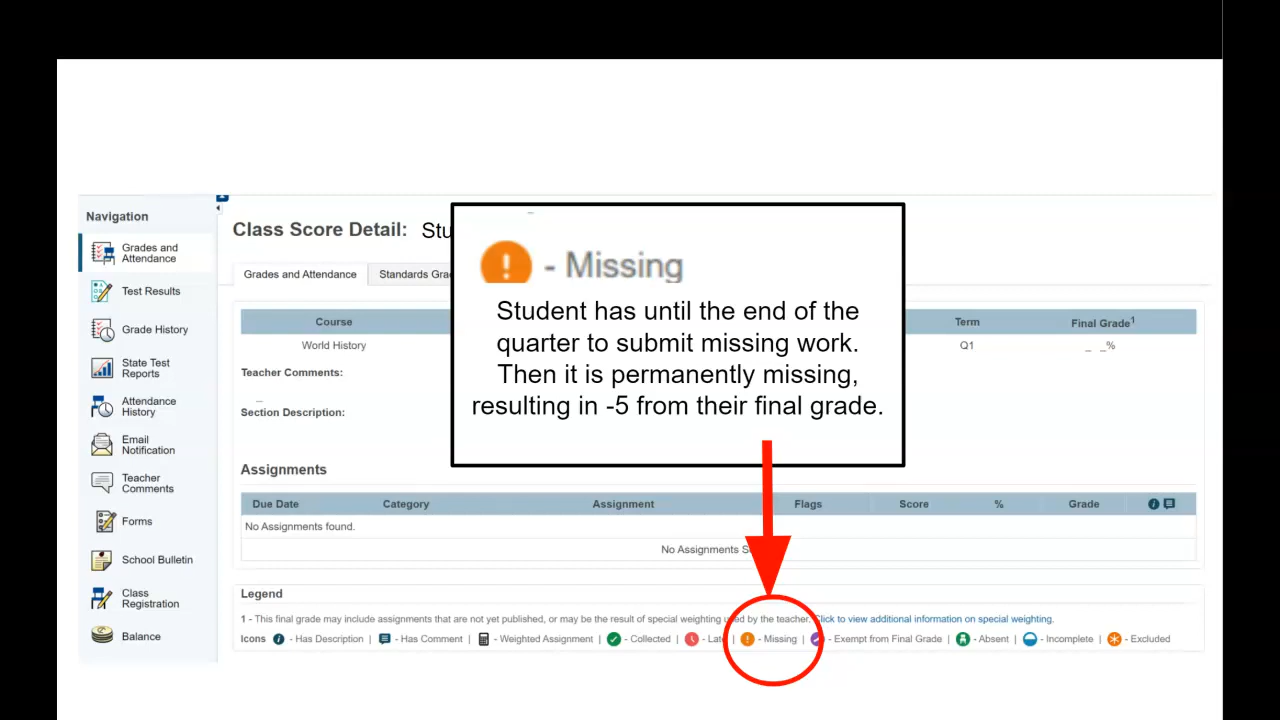 Navigation
Grades and
Attendance
Test Results
Grade History
State Test
Reports
Attendance
History
Email
Notification
Teacher
Comments
Forms
School Bulletin
Class
Registration
Balance
Class Score Detail:
Grades and Attendance
- Missing
Student has until the end of the
quarter to submit missing work.
Then it is permanently missing,
resulting in -5 from their final grade.
Course Term Final Grade1
World History Q1 _ _%
Teacher Comments:
Section Description:
Assignments
Due Date Category Assignment Flags Score % Grade
No Assignments found.
No Assignments
Legend
1 - This final grade may include assignments that are not yet published, or may be the result of special weighting used by the teacher. Click to view additional information on special weighting.
Icons - Has Description | - Has Comment | - Weighted Assignment | - Collected | - Late | - Missing | - Exempt from Final Grade | - Absent | - Incomplete | - Excluded